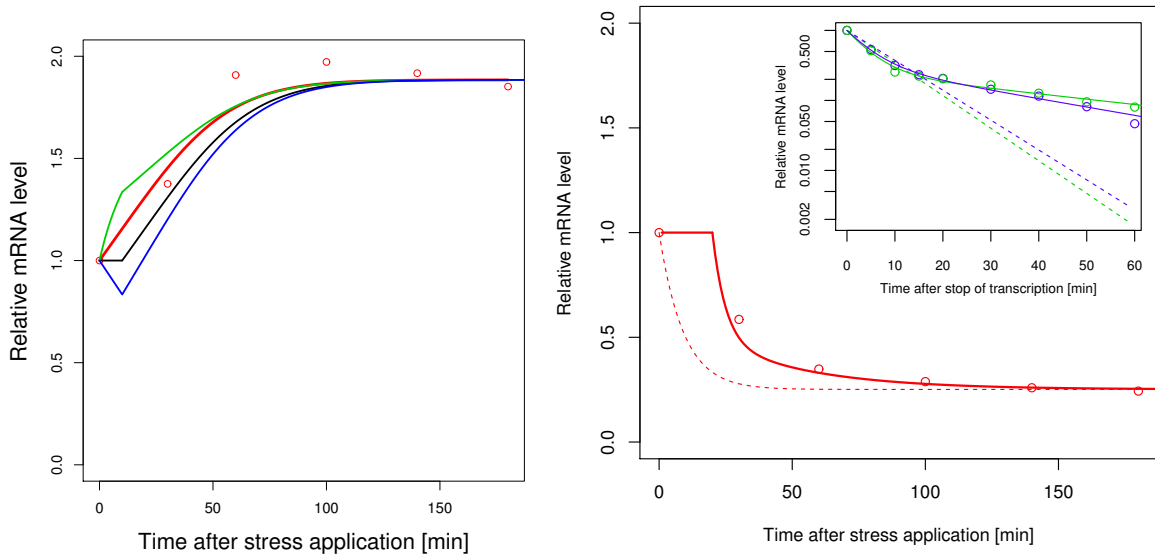 2.0
1.5
1.0
0.5
0.0
Relative mRNA level
0 50 100 150
Time after stress application [min]
2.0
1.5
1.0
0.5
0.0
Relative mRNA level
0 50 100 150
Time after stress application [min]
0.500
0.050
0.010
0.002
Relative mRNA level
0 10 20 30 40 50 60
Time after stop of transcription [min]